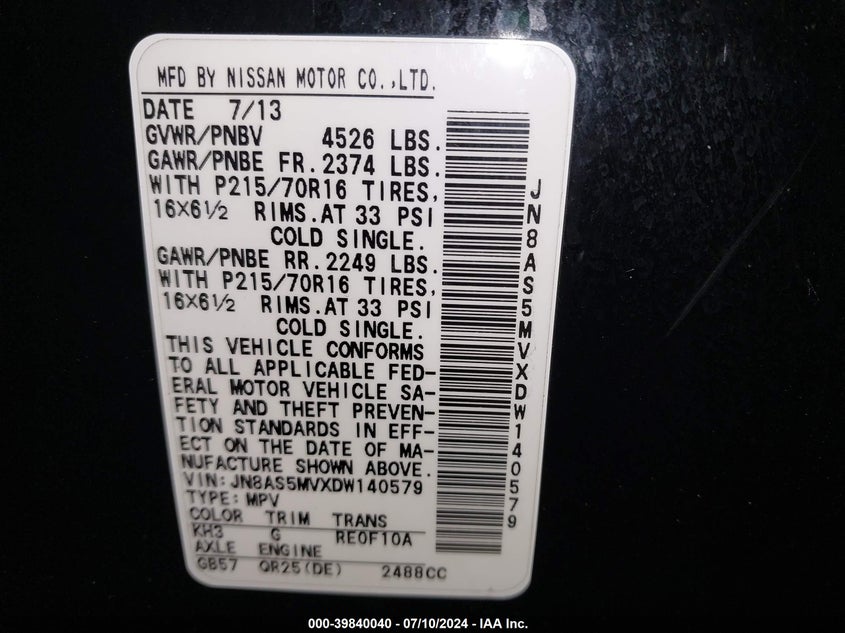 MFD BY NISSAN MOTOR CO.,LTD.
DATE 7/13
GVWR/PNBV 4526 LBS.
GAWR/PNBE FR.2374 LBS.
WITH P215/70R16 TIRES,
16X6½ RIMS.AT 33 PSI
COLD SINGLE.
GAWR/PNBE RR.2249 LBS.
WITH P215/70R16 TIRES,
16X6½ RIMS.AT 33 PSI
COLD SINGLE.
THIS VEHICLE CONFORMS
TO ALL APPLICABLE FED-
ERAL MOTOR VEHICLE SA-
FETY AND THEFT PREVEN-
TION STANDARDS IN EFF-
ECT ON THE DATE OF MA-
NUFACTURE SHOWN ABOVE.
VIN:JN8AS5MVXDW140579
TYPE:MPV
COLOR TRIM TRANS
KH3 G RE0F10A
AXLE ENGINE
GB57 QR25(DE) 2488CC
JN8AS5MVXDW140579
000-39840040 - 07/10/2024 - IAA Inc.